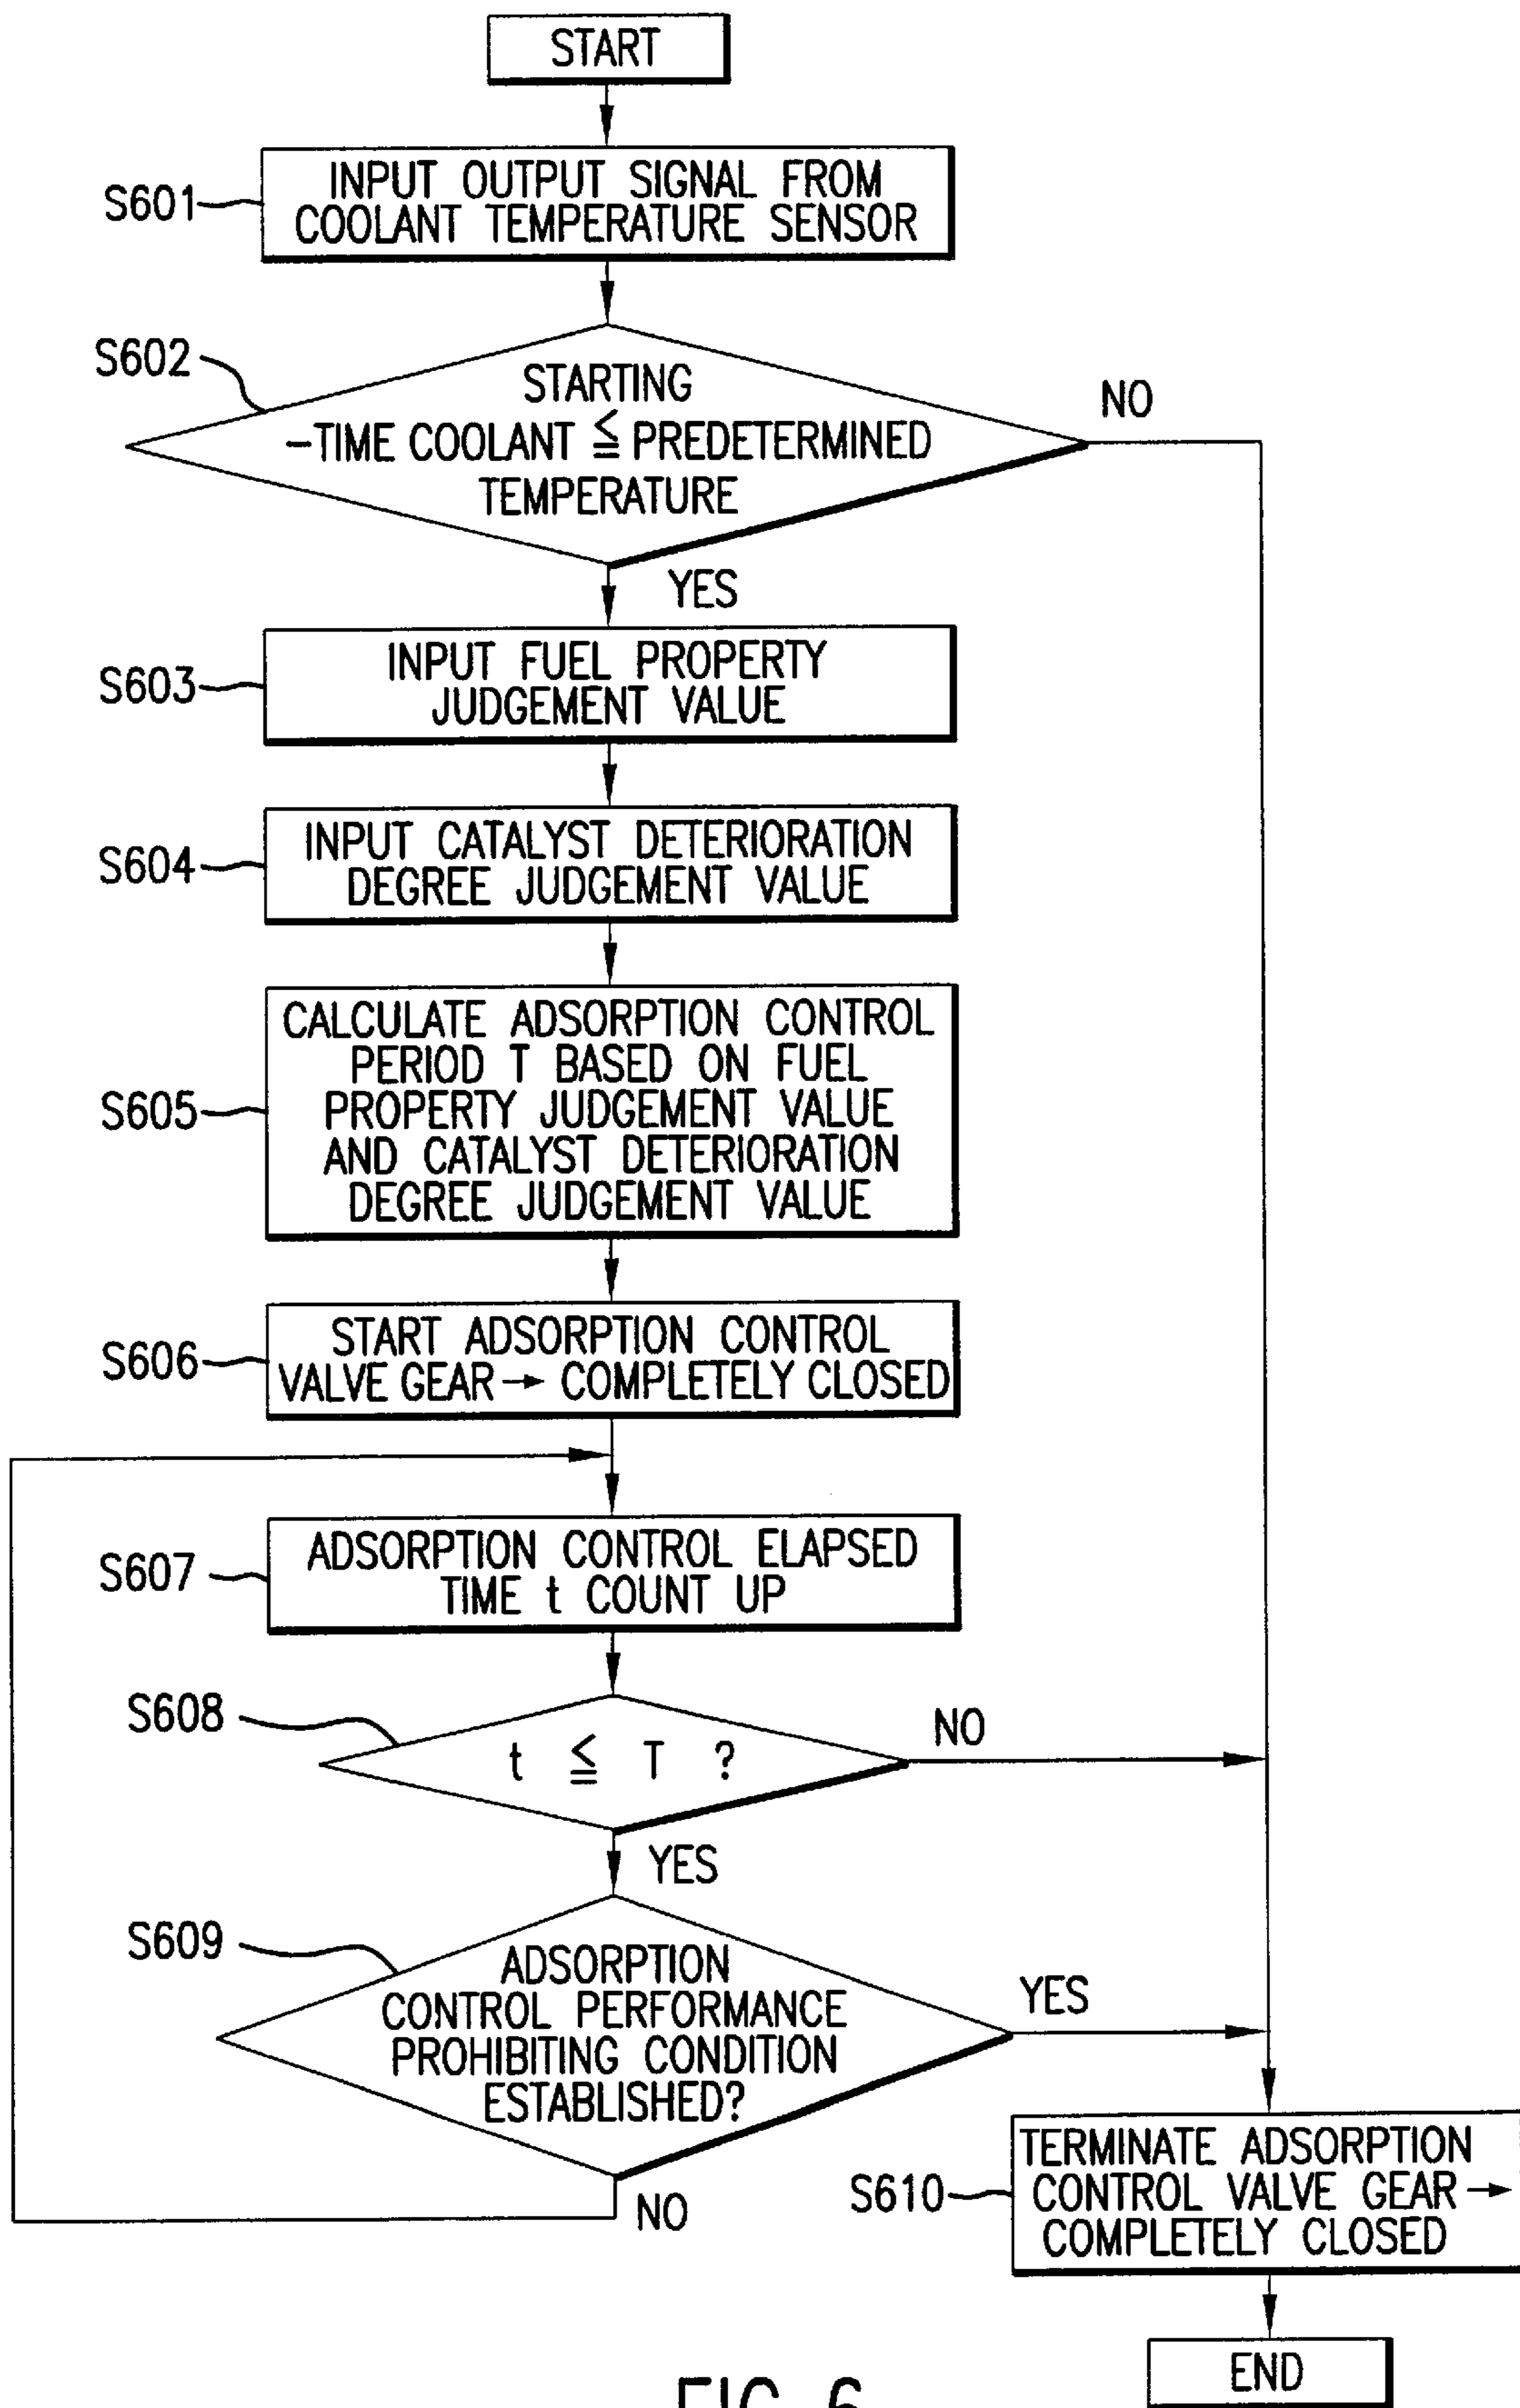 START
S601
INPUT OUTPUT SIGNAL FROM
COOLANT TEMPERATURE SENSOR
S602
STARTING
-TIME COOLANT ≦ PREDETERMINED
TEMPERATURE
NO
YES
S603
INPUT FUEL PROPERTY
JUDGEMENT VALUE
S604
INPUT CATALYST DETERIORATION
DEGREE JUDGEMENT VALUE
S605
CALCULATE ADSORPTION CONTROL
PERIOD T BASED ON FUEL
PROPERTY JUDGEMENT VALUE
AND CATALYST DETERIORATION
DEGREE JUDGEMENT VALUE
S606
START ADSORPTION CONTROL
VALVE GEAR → COMPLETELY CLOSED
S607
ADSORPTION CONTROL ELAPSED
TIME t COUNT UP
S608
t ≦ T ?
NO
YES
S609
ADSORPTION
CONTROL PERFORMANCE
PROHIBITING CONDITION
ESTABLISHED?
YES
NO
S610
TERMINATE ADSORPTION
CONTROL VALVE GEAR →
COMPLETELY CLOSED
END
FIG. 6